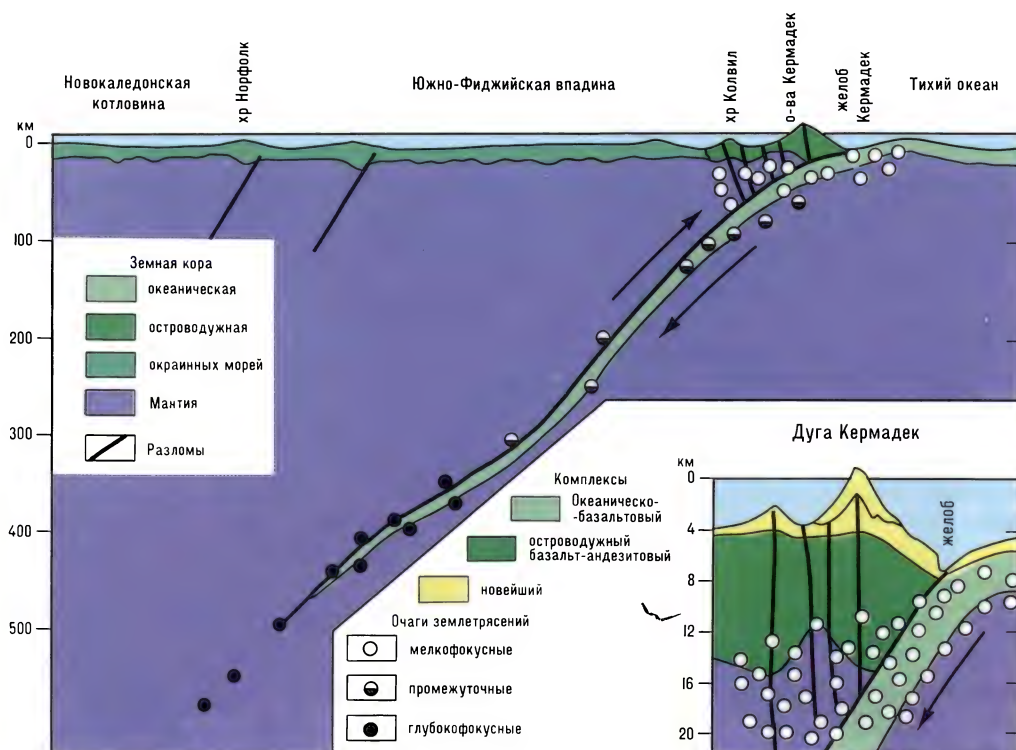 Новокаледонская
котловина
хр Норфолк
Южно-Фиджийская впадина
хр Колвил
о-ва Кермадек
желоб
Кермадек
Тихий океан
км
0
100
200
300
400
500
Земная кора
океаническая
островодужная
окраинных морей
Мантия
Разломы
Комплексы
Океаническо-
-базальтовый
островодужный
базальт-андезитовый
новейший
Очаги землетрясений
мелкофокусные
промежуточные
глубокофокусные
Дуга Кермадек
км
0
4
8
12
16
20
желоб